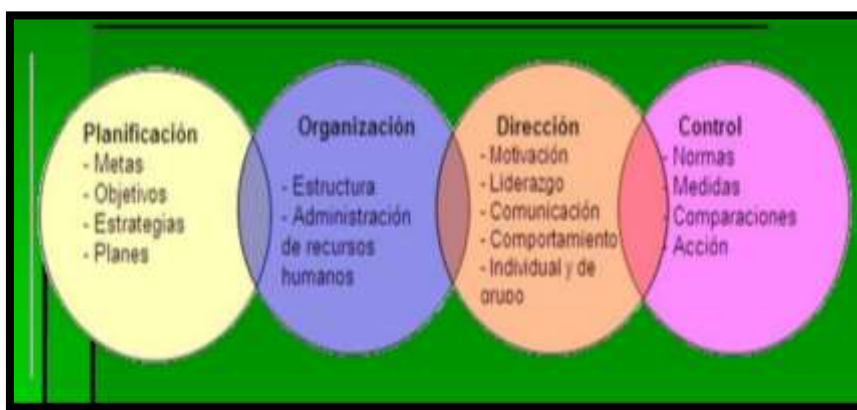 Planificación
- Metas
- Objetivos
- Estrategias
- Planes
Organización
- Estructura
- Administración
de recursos
humanos
Dirección
- Motivación
- Liderazgo
- Comunicación
- Comportamiento
- Individual y de
grupo
Control
- Normas
- Medidas
- Comparaciones
- Acción